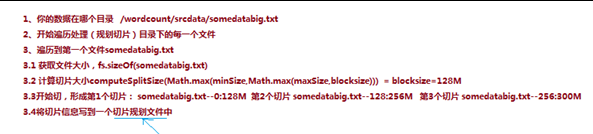 1、你的数据在哪个目录 /wordcount/srcdata/somedatabig.txt
2、开始遍历处理（规划切片）目录下的每一个文件
3、遍历到第一个文件somedatabig.txt
3.1 获取文件大小，fs.sizeOf(somedatabig.txt)
3.2 计算切片大小computeSplitSize(Math.max(minSize,Math.max(maxSize,blocksize))) = blocksize=128M
3.3开始切，形成第1个切片： somedatabig.txt--0:128M 第2个切片 somedatabig.txt--128:256M 第3个切片 somedatabig.txt--256:300M
3.4将切片信息写到一个切片规划文件中